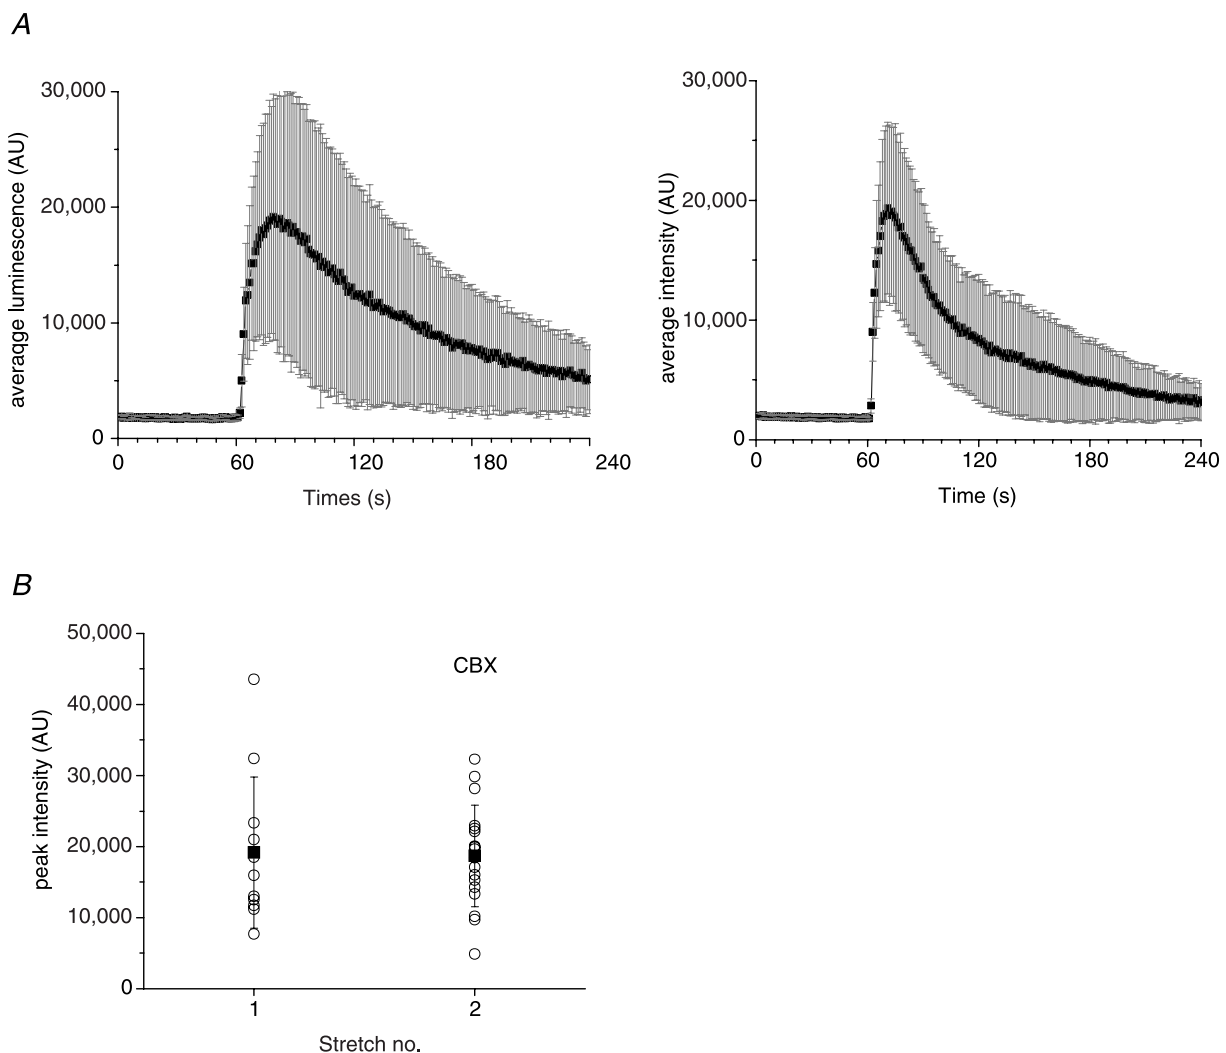 A
30,000
20,000
10,000
0
averaqge luminescence (AU)
0 60 120 180 240
Times (s)
30,000
20,000
10,000
0
average intensity (AU)
0 60 120 180 240
Time (s)
B
50,000
40,000
30,000
20,000
10,000
0
peak intensity (AU)
CBX
1 2
Stretch no.